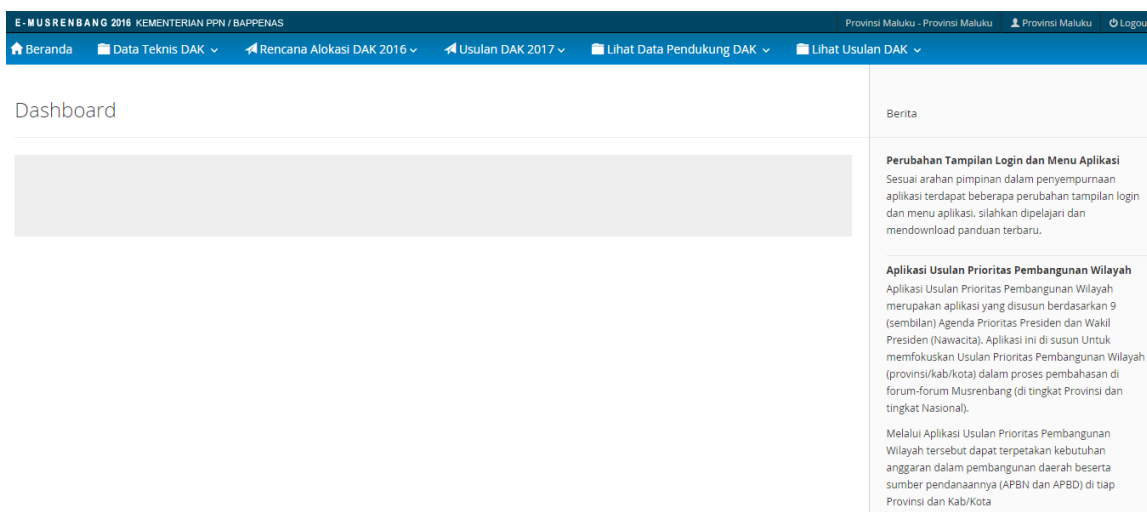 E-MUSRENBANG 2016 KEMENTERIAN PPN / BAPPENAS
Provinsi Maluku - Provinsi Maluku
Provinsi Maluku
Logou
Beranda
Data Teknis DAK
Rencana Alokasi DAK 2016
Usulan DAK 2017
Lihat Data Pendukung DAK
Lihat Usulan DAK
Dashboard
Berita
Perubahan Tampilan Login dan Menu Aplikasi
Sesuai arahan pimpinan dalam penyempurnaan
aplikasi terdapat beberapa perubahan tampilan login
dan menu aplikasi. silahkan dipelajari dan
mendownload panduan terbaru.
Aplikasi Usulan Prioritas Pembangunan Wilayah
Aplikasi Usulan Prioritas Pembangunan Wilayah
merupakan aplikasi yang disusun berdasarkan 9
(sembilan) Agenda Prioritas Presiden dan Wakil
Presiden (Nawacita). Aplikasi ini di susun Untuk
memfokuskan Usulan Prioritas Pembangunan Wilayah
(provinsi/kab/kota) dalam proses pembahasan di
forum-forum Musrenbang (di tingkat Provinsi dan
tingkat Nasional).
Melalui Aplikasi Usulan Prioritas Pembangunan
Wilayah tersebut dapat terpetakan kebutuhan
anggaran dalam pembangunan daerah beserta
sumber pendanaannya (APBN dan APBD) di tiap
Provinsi dan Kab/Kota